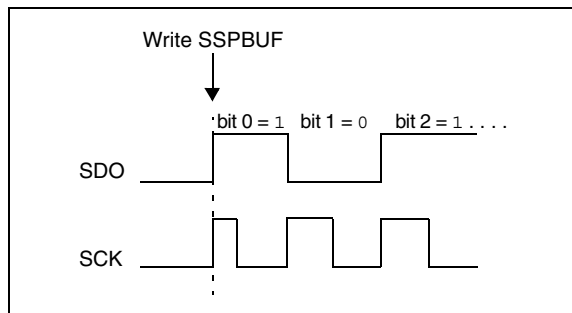 Write SSPBUF
bit 0 = 1 bit 1 = 0 bit 2 = 1 . . . .
SDO
SCK